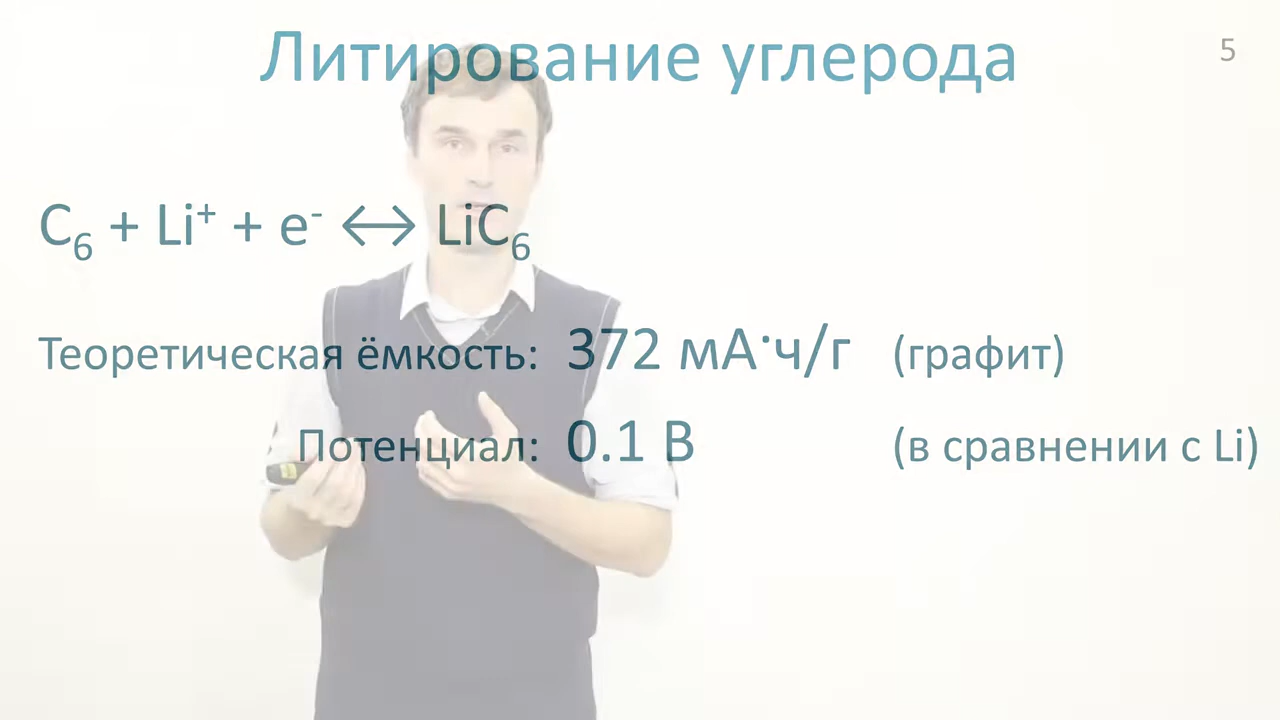 Литирование углерода
5
C₆ + Li⁺ + e⁻ ↔ LiC₆
Теоретическая ёмкость: 372 мА·ч/г (графит)
Потенциал: 0.1 В (в сравнении с Li)